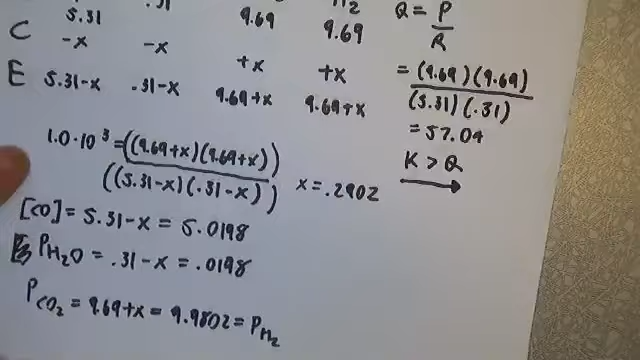 5.31 .31 9.69 H2 9.69 Q = P/R
C -x -x +x +x
E 5.31-x .31-x 9.69+x 9.69+x
= (9.69)(9.69)/(5.31)(.31)
= 57.04
K > Q
1.0·10^3 = ((9.69+x)(9.69+x))/((5.31-x)(.31-x)) x = .2902
[CO] = 5.31-x = 5.0198
PH2O = .31-x = .0198
PCO2 = 9.69+x = 9.9802 = PH2